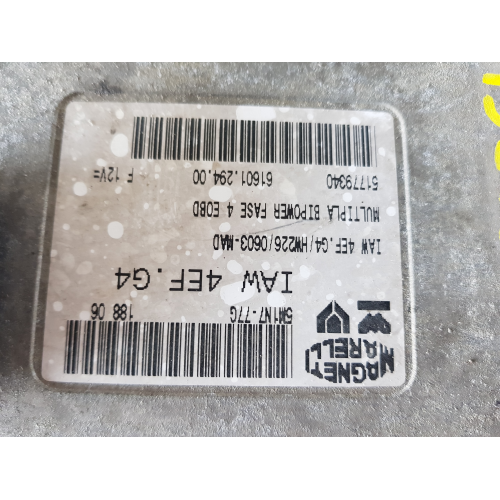 MAGNETI
MARELLI
5M1N7-77G 188 06
IAW 4EF.G4
IAW 4EF.G4/HW226/0603-MAD
MULTIPLA BIPOWER FASE 4 EOBD
51779340 61601.294.00 F 12V=